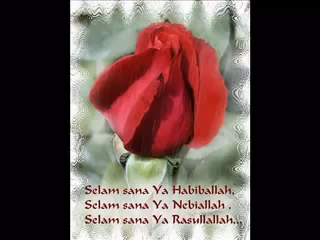 Selam sana Ya Habiballah.
Selam sana Ya Nebiallah .
Selam sana Ya Rasullallah...